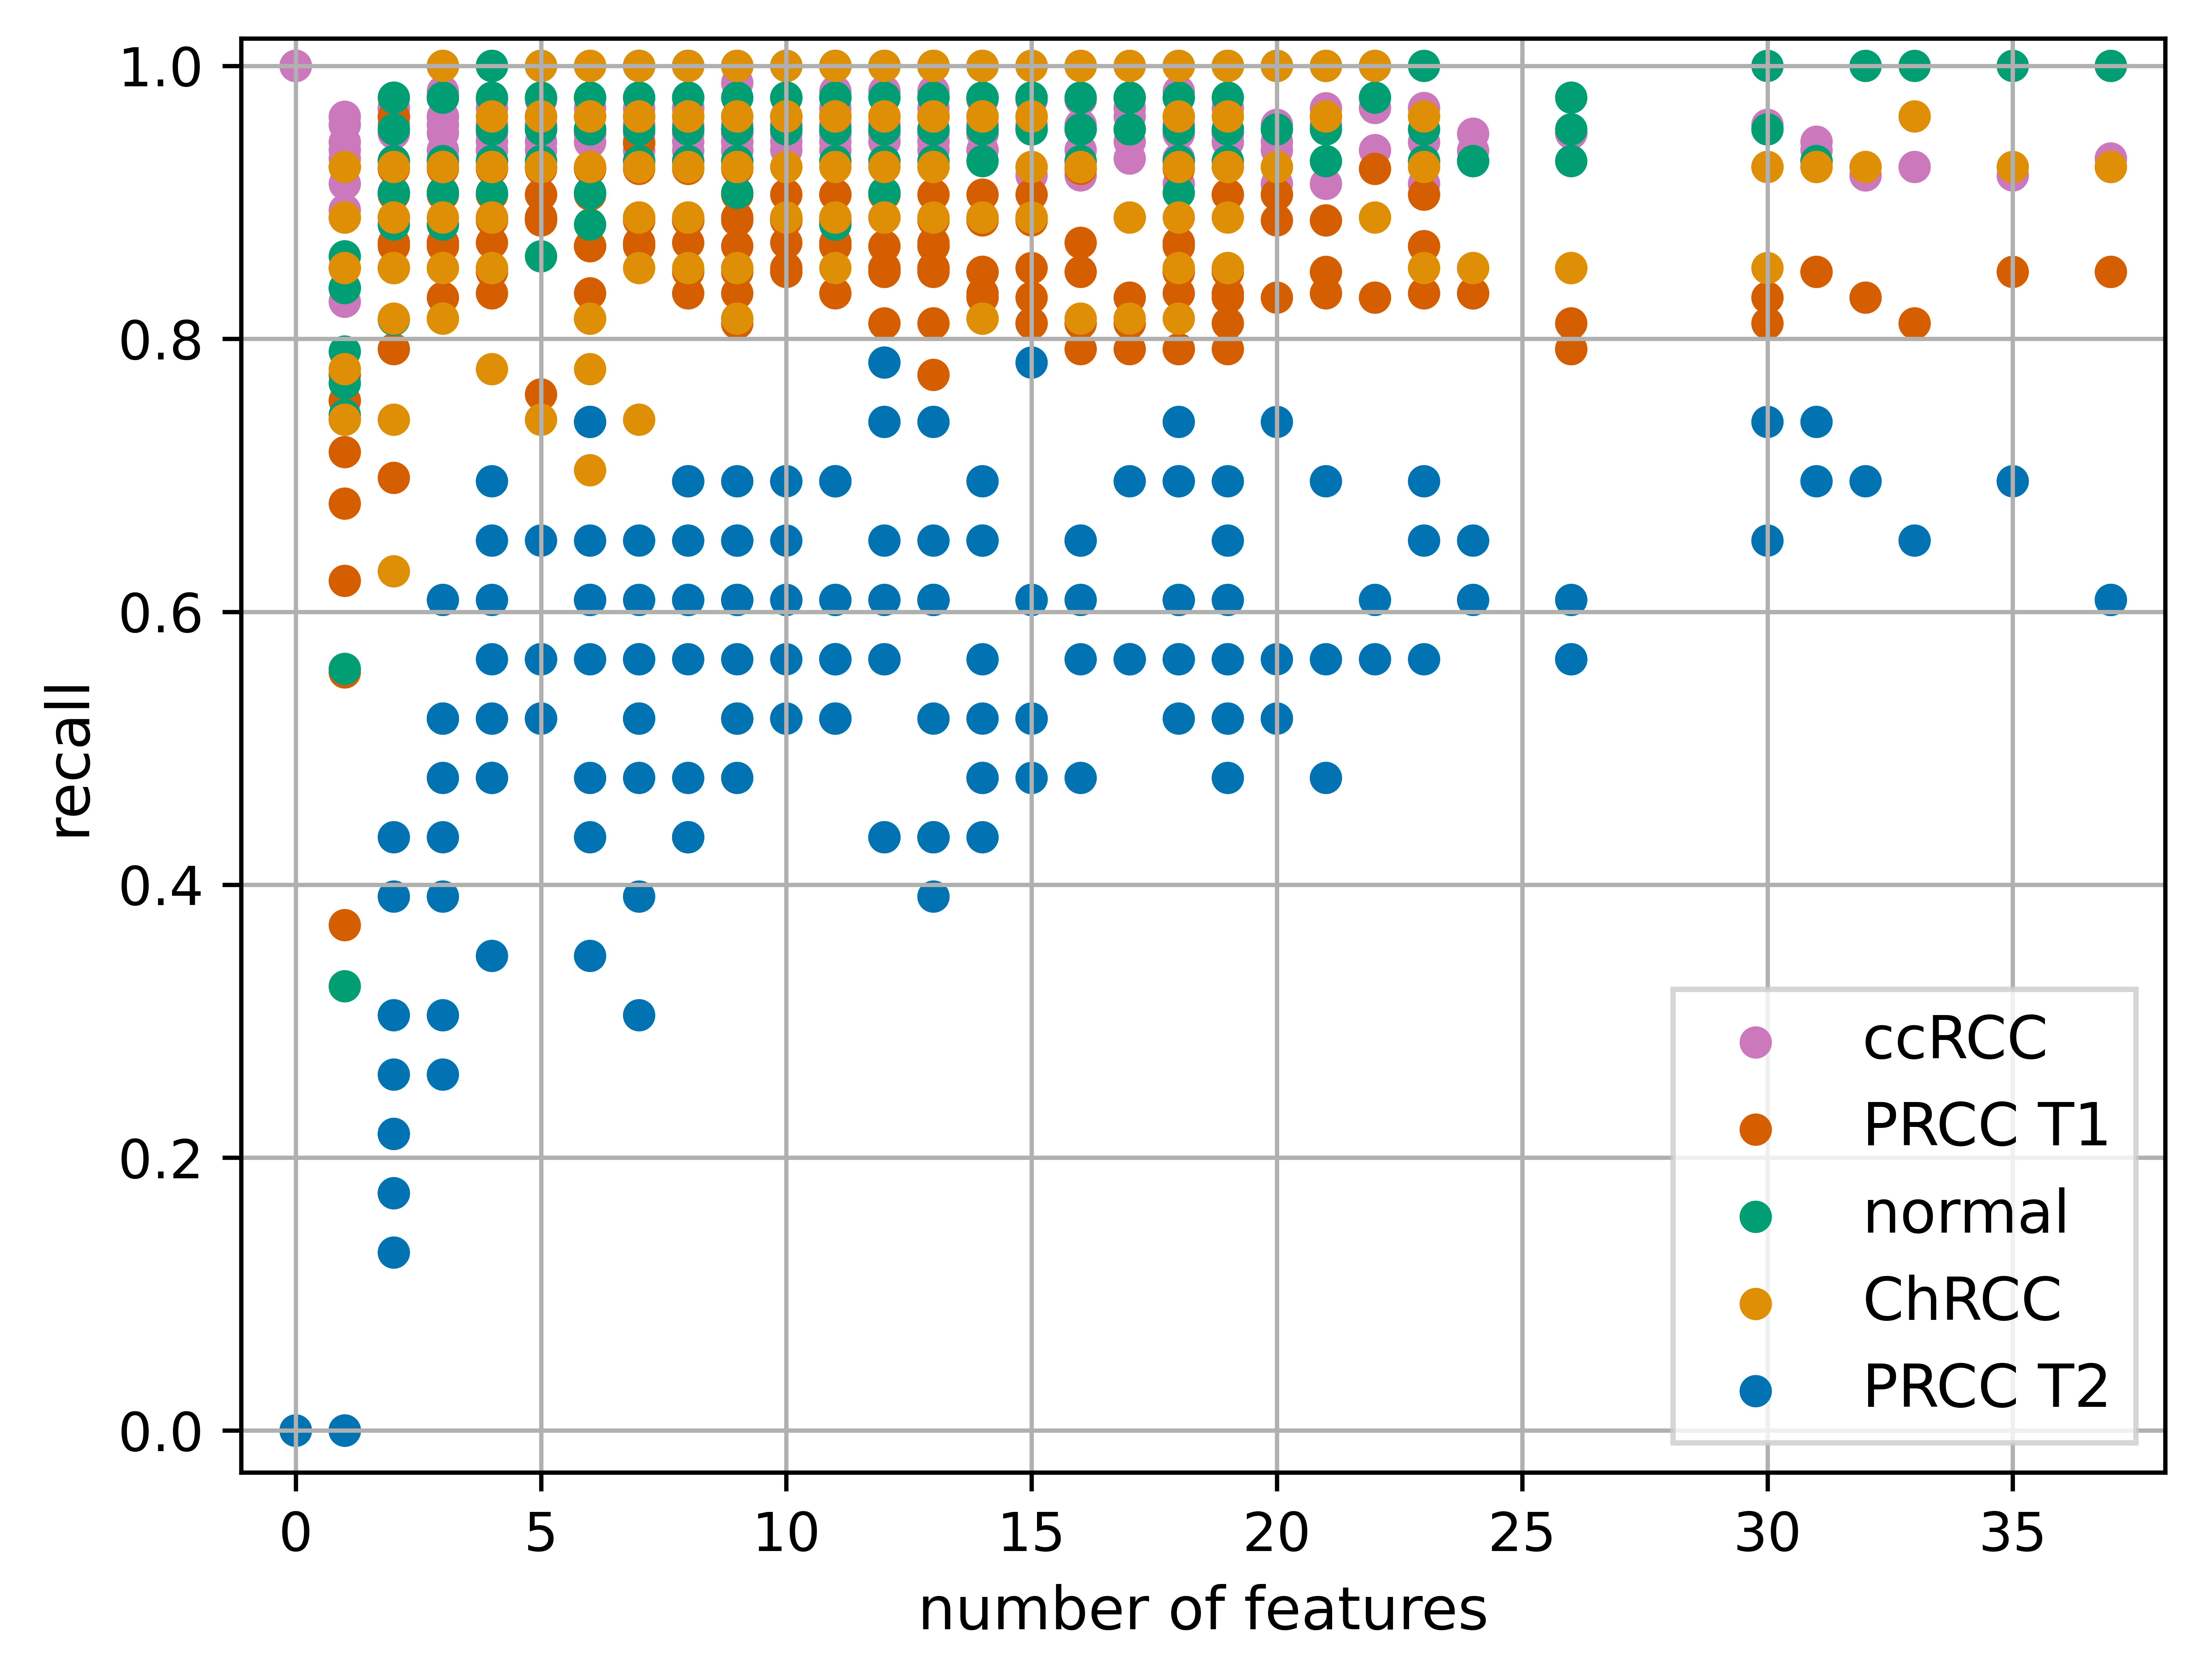 1.0
0.8
0.6
0.4
0.2
0.0
recall
0 5 10 15 20 25 30 35
number of features
ccRCC
PRCC T1
normal
ChRCC
PRCC T2